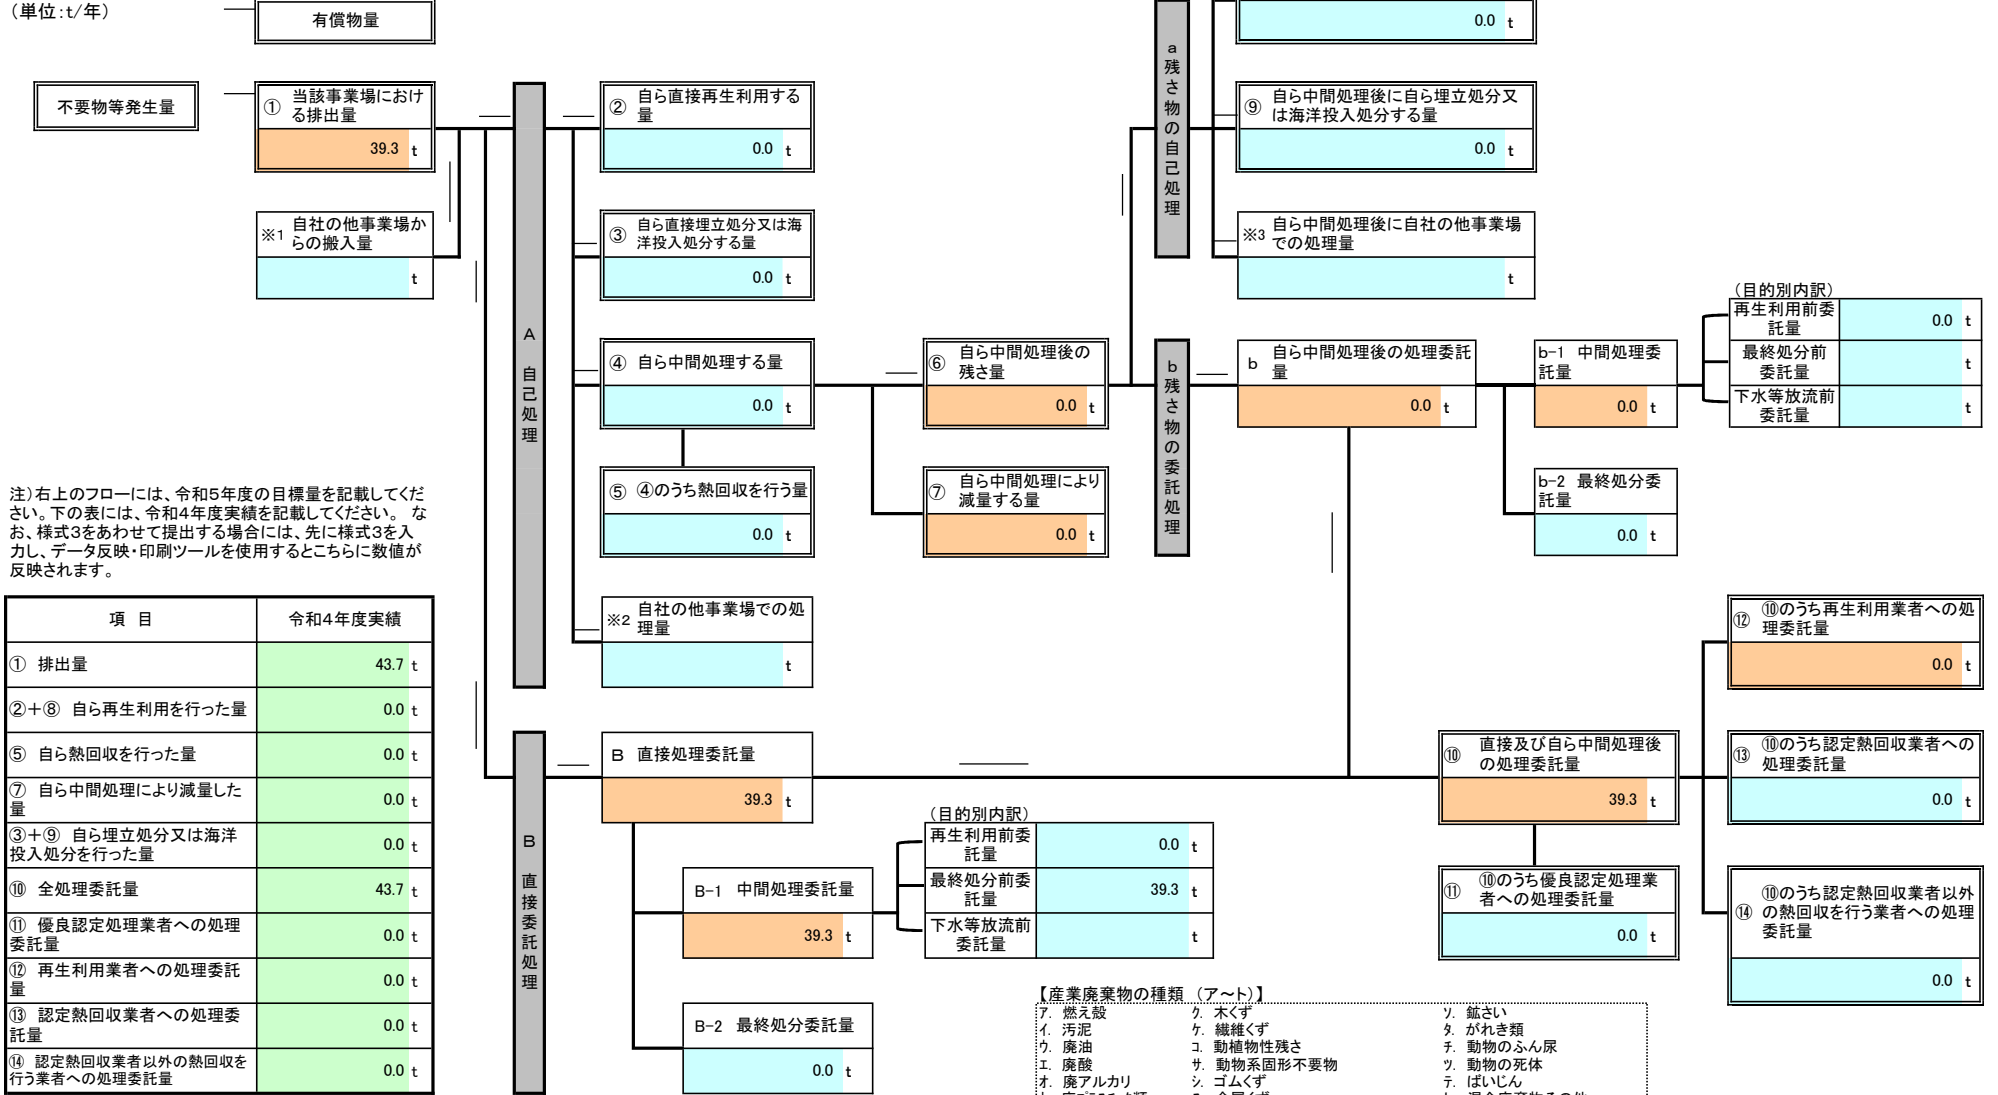 （単位：t/年）
有償物量
0.0 t
不要物等発生量
① 当該事業場におけ
る排出量
39.3 t
※1 自社の他事業場か
らの搬入量
t
A 自己処理
② 自ら直接再生利用する
量
0.0 t
③ 自ら直接埋立処分又は海
洋投入処分する量
0.0 t
④ 自ら中間処理する量
0.0 t
⑤ ④のうち熱回収を行う量
0.0 t
※2 自社の他事業場での処
理量
t
⑥ 自ら中間処理後の
残さ量
0.0 t
⑦ 自ら中間処理により
減量する量
0.0 t
a残さ物の自己処理
⑨ 自ら中間処理後に自ら埋立処分又
は海洋投入処分する量
0.0 t
※3 自ら中間処理後に自社の他事業場
での処理量
t
b残さ物の委託処理
b 自ら中間処理後の処理委託
量
0.0 t
b-1 中間処理委
託量
0.0 t
b-2 最終処分委
託量
0.0 t
（目的別内訳）
再生利用前委
託量
0.0 t
最終処分前
委託量
t
下水等放流前
委託量
t
注）右上のフローには、令和5年度の目標量を記載してくだ
さい。下の表には、令和4年度実績を記載してください。 な
お、様式3をあわせて提出する場合には、先に様式3を入
力し、データ反映・印刷ツールを使用するとこちらに数値が
反映されます。
項 目 令和4年度実績
① 排出量 43.7 t
②＋⑧ 自ら再生利用を行った量 0.0 t
⑤ 自ら熱回収を行った量 0.0 t
⑦ 自ら中間処理により減量した
量 0.0 t
③＋⑨ 自ら埋立処分又は海洋
投入処分を行った量 0.0 t
⑩ 全処理委託量 43.7 t
⑪ 優良認定処理業者への処理
委託量 0.0 t
⑫ 再生利用業者への処理委託
量 0.0 t
⑬ 認定熱回収業者への処理委
託量 0.0 t
⑭ 認定熱回収業者以外の熱回収を
行う業者への処理委託量 0.0 t
B 直接委託処理
B 直接処理委託量
39.3 t
B-1 中間処理委託量
39.3 t
B-2 最終処分委託量
0.0 t
（目的別内訳）
再生利用前委
託量
0.0 t
最終処分前委
託量
39.3 t
下水等放流前
委託量
t
⑩ 直接及び自ら中間処理後
の処理委託量
39.3 t
⑪ ⑩のうち優良認定処理業
者への処理委託量
0.0 t
⑫ ⑩のうち再生利用業者への処
理委託量
0.0 t
⑬ ⑩のうち認定熱回収業者への
処理委託量
0.0 t
⑭ ⑩のうち認定熱回収業者以外
の熱回収を行う業者への処理
委託量
0.0 t
【産業廃棄物の種類 （ア～ト）】
ア. 燃え殻 ク. 木くず ソ. 鉱さい
イ. 汚泥 ケ. 繊維くず タ. がれき類
ウ. 廃油 コ. 動植物性残さ チ. 動物のふん尿
エ. 廃酸 サ. 動物系固形不要物 ツ. 動物の死体
オ. 廃アルカリ シ. ゴムくず テ. ばいじん